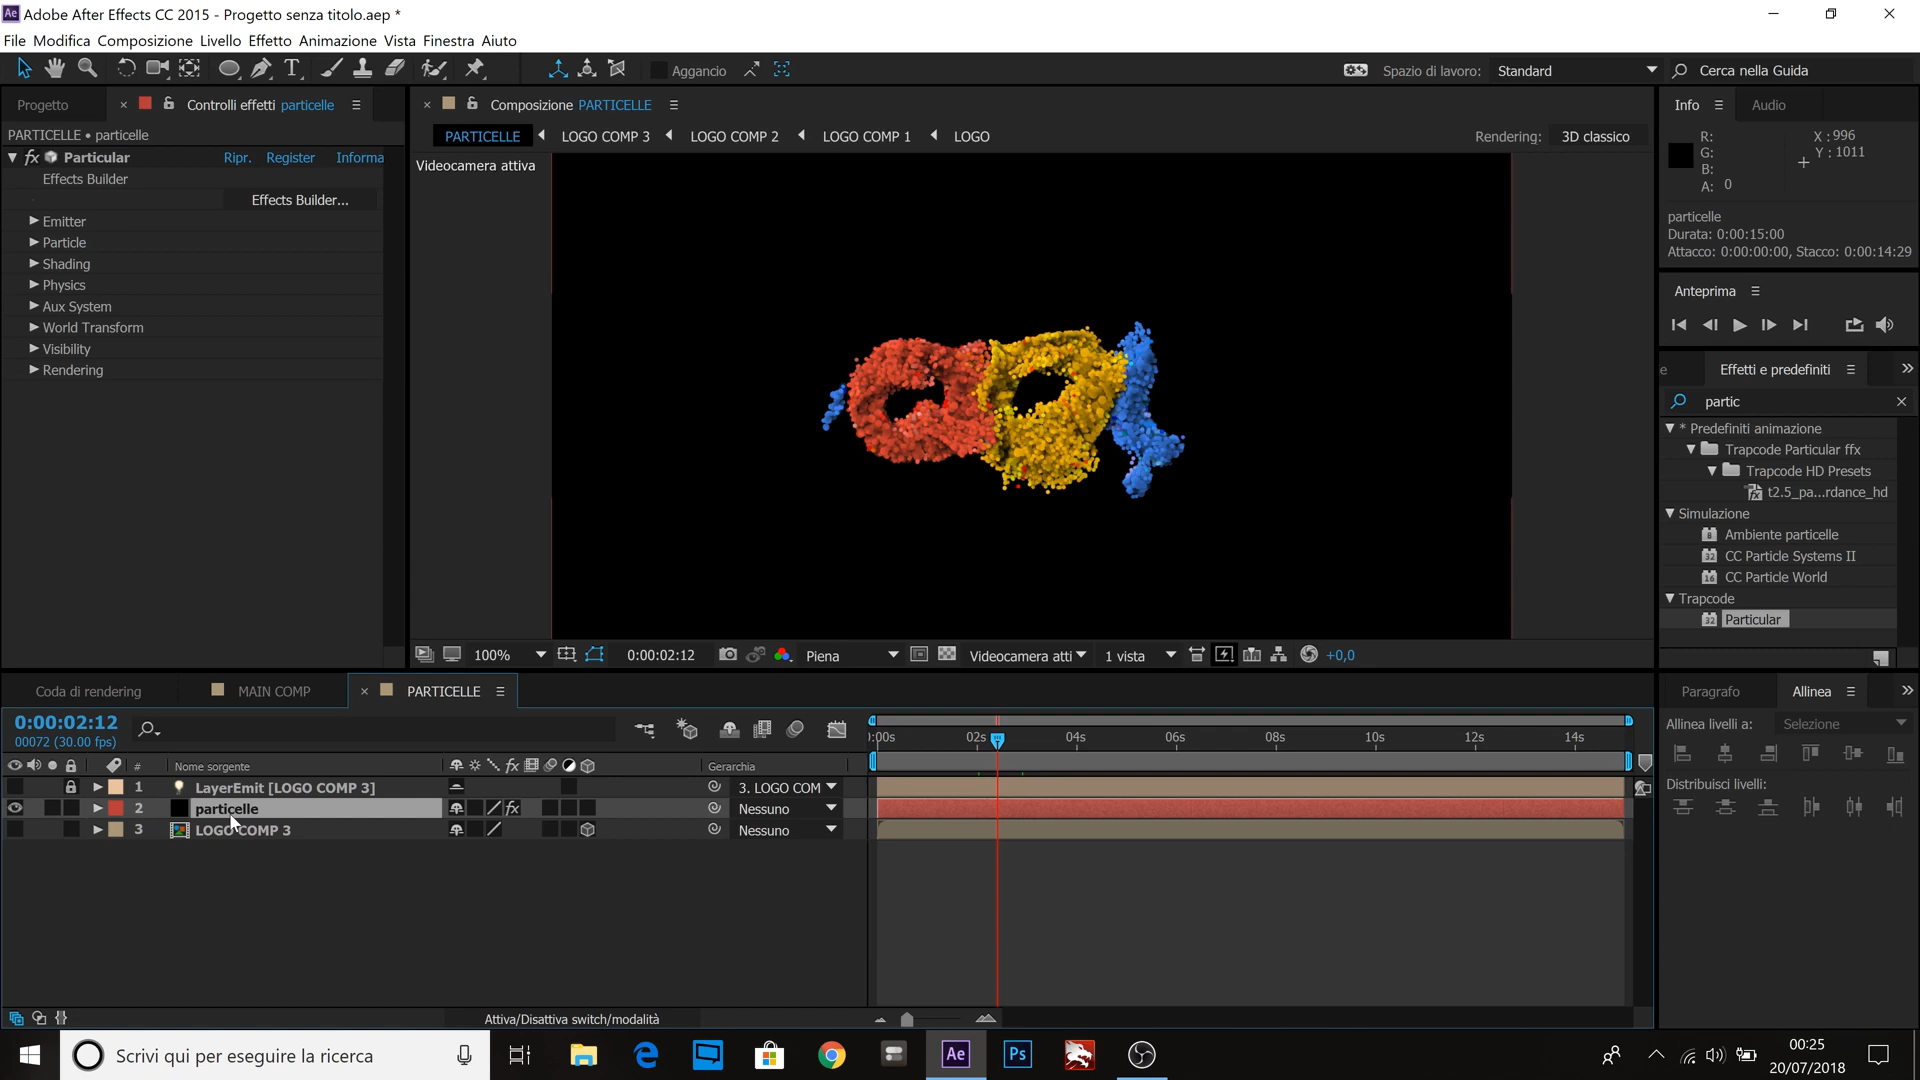 Adobe After Effects CC 2015 - Progetto senza titolo.aep *
File Modifica Composizione Livello Effetto Animazione Vista Finestra Aiuto
Aggancio
Spazio di lavoro: Standard
Cerca nella Guida
Progetto
Controlli effetti particelle
PARTICELLE • particelle
fx Particular Ripr. Register Informa
Effects Builder
Effects Builder...
Emitter
Particle
Shading
Physics
Aux System
World Transform
Visibility
Rendering
Composizione PARTICELLE
PARTICELLE LOGO COMP 3 LOGO COMP 2 LOGO COMP 1 LOGO
Rendering: 3D classico
Videocamera attiva
100% 0:00:02:12 Piena Videocamera atti 1 vista +0,0
Info Audio
R:
G:
B:
A: 0
X : 996
Y : 1011
particelle
Durata: 0:00:15:00
Attacco: 0:00:00:00, Stacco: 0:00:14:29
Anteprima
e Effetti e predefiniti
partic
* Predefiniti animazione
Trapcode Particular ffx
Trapcode HD Presets
t2.5_pa...rdance_hd
Simulazione
Ambiente particelle
CC Particle Systems II
CC Particle World
Trapcode
Particular
Coda di rendering MAIN COMP PARTICELLE
0:00:02:12
00072 (30.00 fps)
# Nome sorgente fx Gerarchia
1 LayerEmit [LOGO COMP 3] 3. LOGO COM
2 particelle fx Nessuno
3 LOGO COMP 3 Nessuno
):00s 02s 04s 06s 08s 10s 12s 14s
Attiva/Disattiva switch/modalità
Paragrafo Allinea
Allinea livelli a: Selezione
Distribuisci livelli:
Scrivi qui per eseguire la ricerca
Ae Ps
00:25
20/07/2018